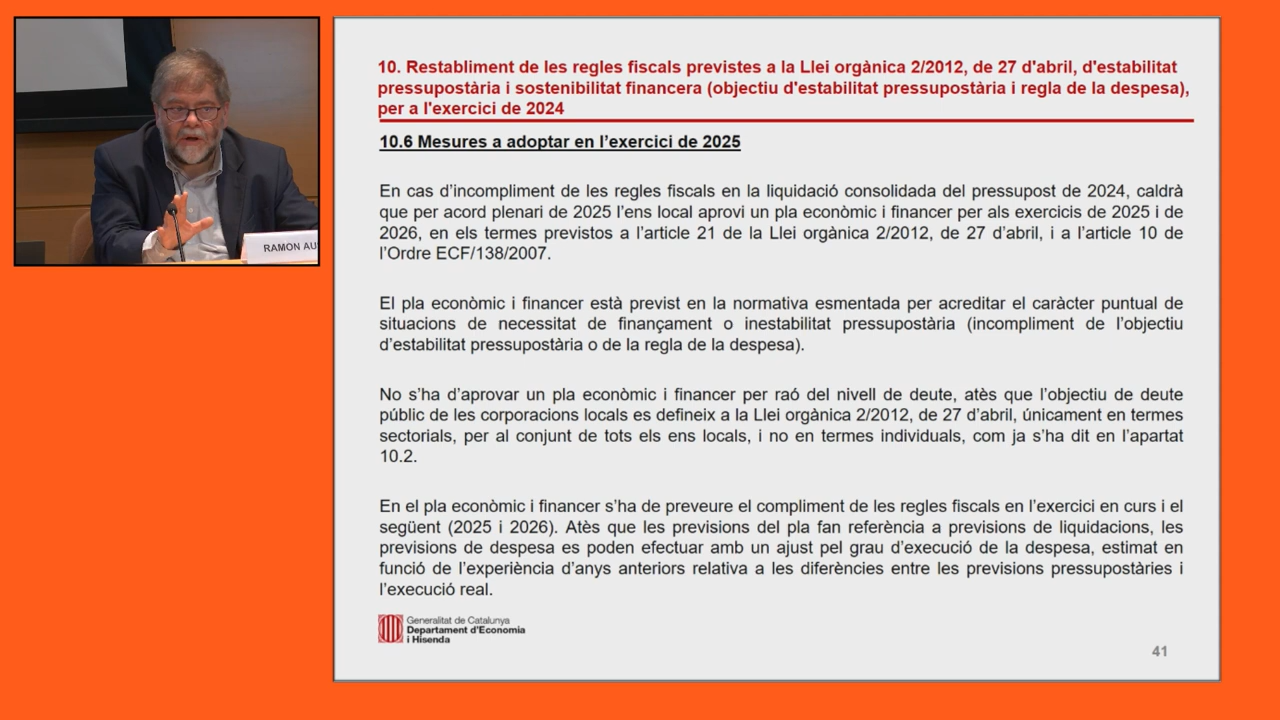 RAMON
10. Restabliment de les regles fiscals previstes a la Llei orgànica 2/2012, de 27 d'abril, d'estabilitat
pressupostària i sostenibilitat financera (objectiu d'estabilitat pressupostària i regla de la despesa),
per a l'exercici de 2024
10.6 Mesures a adoptar en l’exercici de 2025
En cas d’incompliment de les regles fiscals en la liquidació consolidada del pressupost de 2024, caldrà
que per acord plenari de 2025 l’ens local aprovi un pla econòmic i financer per als exercicis de 2025 i de
2026, en els termes previstos a l’article 21 de la Llei orgànica 2/2012, de 27 d’abril, i a l’article 10 de
l’Ordre ECF/138/2007.
El pla econòmic i financer està previst en la normativa esmentada per acreditar el caràcter puntual de
situacions de necessitat de finançament o inestabilitat pressupostària (incompliment de l’objectiu
d’estabilitat pressupostària o de la regla de la despesa).
No s’ha d’aprovar un pla econòmic i financer per raó del nivell de deute, atès que l’objectiu de deute
públic de les corporacions locals es defineix a la Llei orgànica 2/2012, de 27 d’abril, únicament en termes
sectorials, per al conjunt de tots els ens locals, i no en termes individuals, com ja s’ha dit en l’apartat
10.2.
En el pla econòmic i financer s’ha de preveure el compliment de les regles fiscals en l’exercici en curs i el
següent (2025 i 2026). Atès que les previsions del pla fan referència a previsions de liquidacions, les
previsions de despesa es poden efectuar amb un ajust pel grau d’execució de la despesa, estimat en
funció de l’experiència d’anys anteriors relativa a les diferències entre les previsions pressupostàries i
l’execució real.
Generalitat de Catalunya
Departament d'Economia
i Hisenda
41